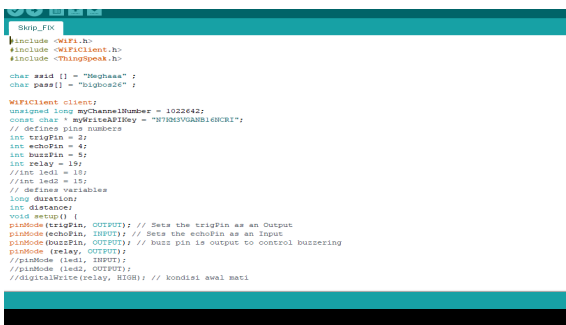 Skrip_FIX
#include <WiFi.h>
#include <WiFiClient.h>
#include <ThingSpeak.h>
char ssid [] = "Meghaaa" ;
char pass[] = "bigbos26" ;
WiFiClient client;
unsigned long myChannelNumber = 1022642;
const char * myWriteAPIKey = "N7KM3VGANB16NCRI";
// defines pins numbers
int trigPin = 2;
int echoPin = 4;
int buzzPin = 5;
int relay = 19;
//int led1 = 18;
//int led2 = 15;
// defines variables
long duration;
int distance;
void setup() {
pinMode(trigPin, OUTPUT); // Sets the trigPin as an Output
pinMode(echoPin, INPUT); // Sets the echoPin as an Input
pinMode(buzzPin, OUTPUT); // buzz pin is output to control buzzering
pinMode (relay, OUTPUT);
//pinMode (led1, INPUT);
//pinMode (led2, OUTPUT);
//digitalWrite(relay, HIGH); // kondisi awal mati